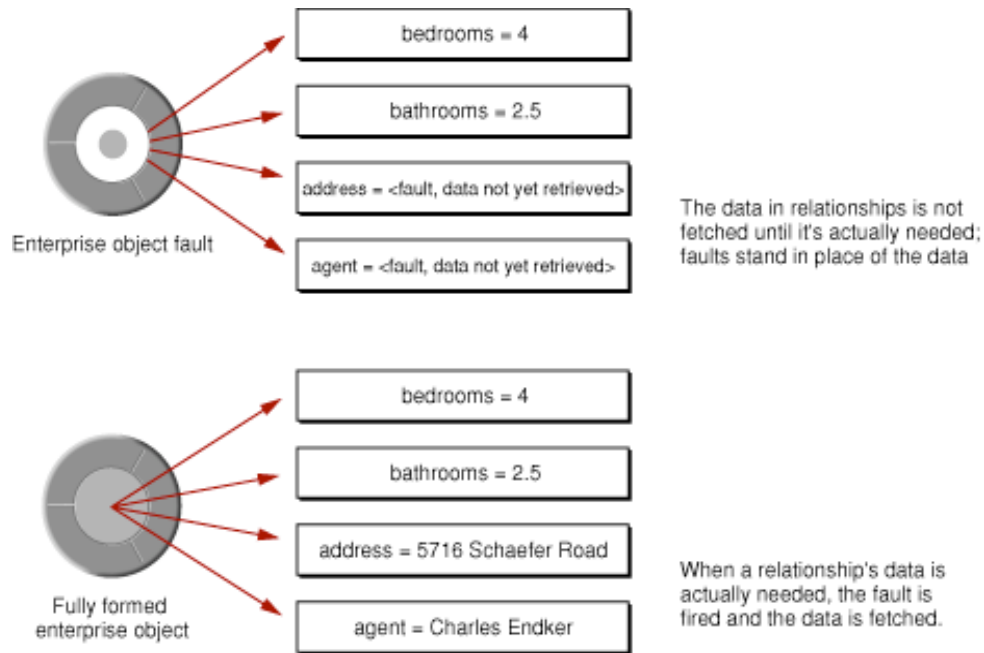 bedrooms = 4
bathrooms = 2.5
address = <fault, data not yet retrieved>
agent = <fault, data not yet retrieved>
Enterprise object fault
The data in relationships is not
fetched until it's actually needed;
faults stand in place of the data
bedrooms = 4
bathrooms = 2.5
address = 5716 Schaefer Road
agent = Charles Endker
Fully formed
enterprise object
When a relationship's data is
actually needed, the fault is
fired and the data is fetched.